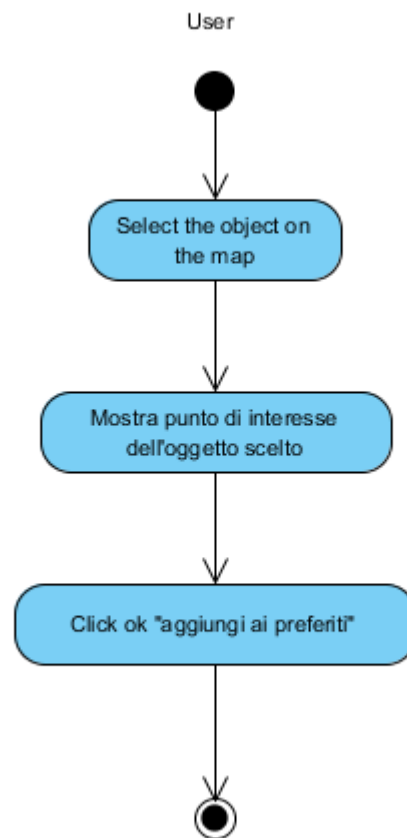 User
Select the object on
the map
Mostra punto di interesse
dell'oggetto scelto
Click ok "aggiungi ai preferiti"